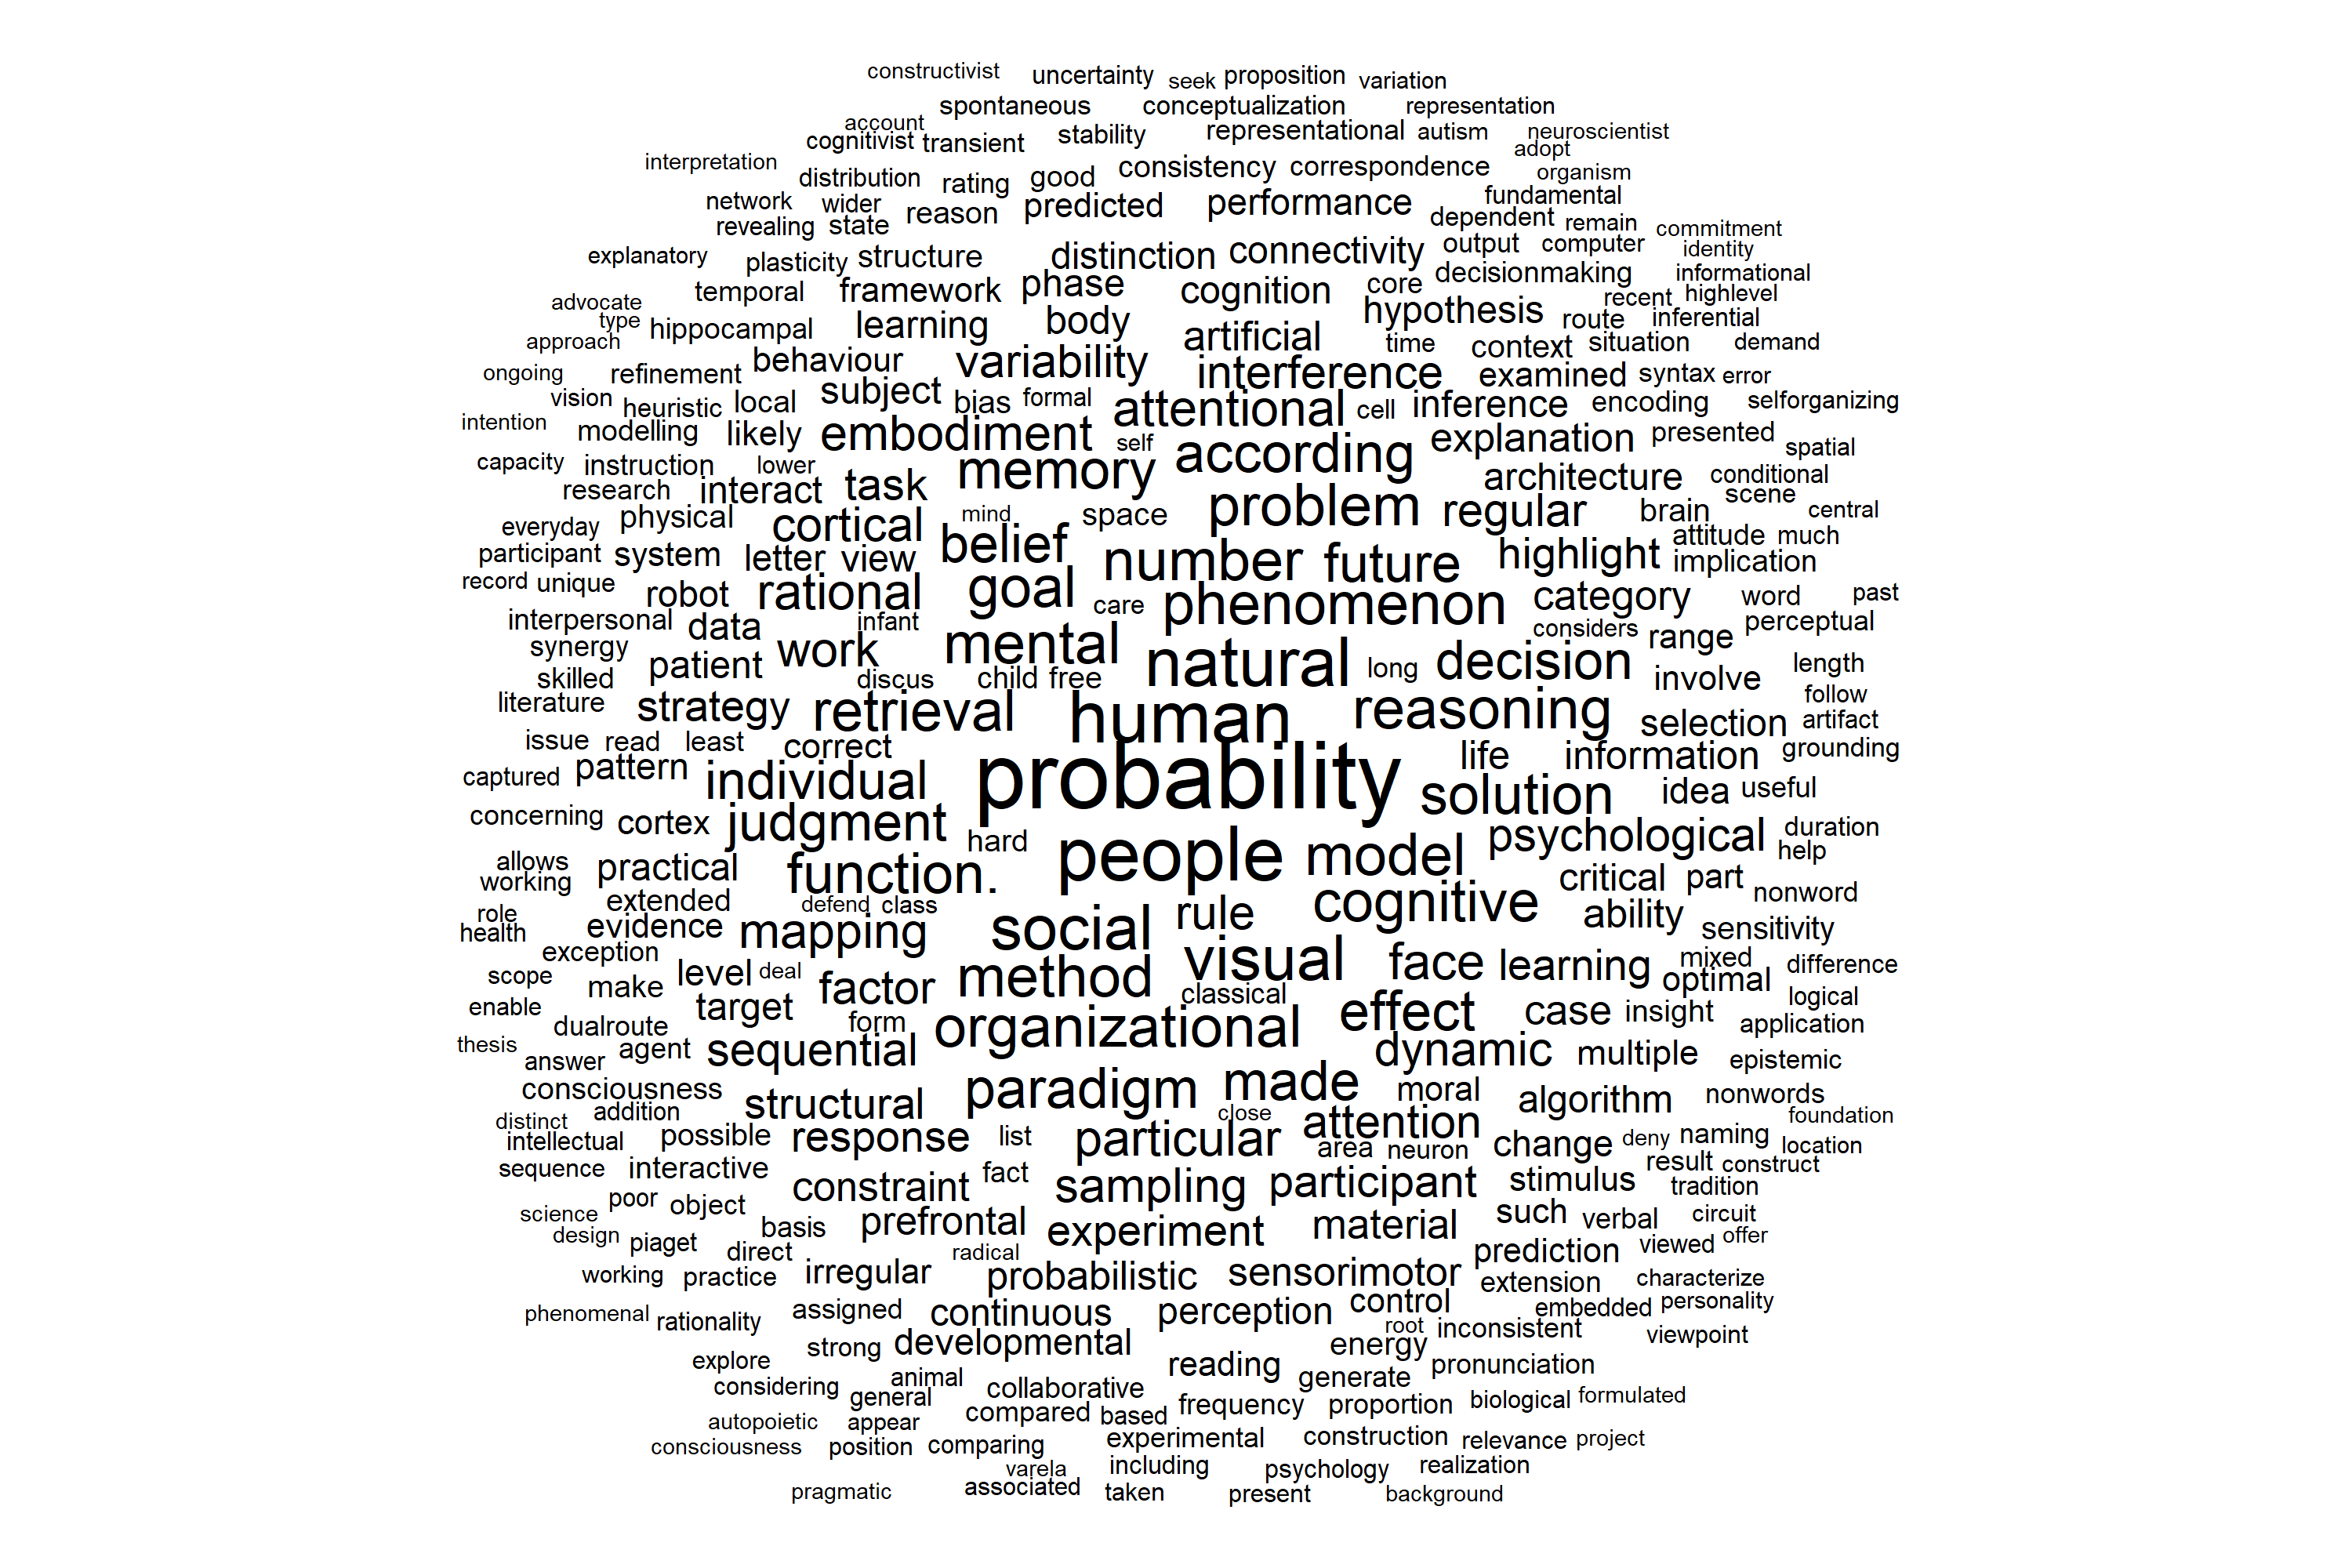 constructivist uncertainty seek proposition variation
spontaneous conceptualization representation
account cognitivist transient stability representational autism neuroscientist
interpretation consistency correspondence adopt
distribution rating good organism
network wider reason predicted performance fundamental
revealing state dependent remain commitment
explanatory plasticity structure distinction connectivity output computer identity
temporal framework phase cognition core decisionmaking informational
advocate hypothesis recent highlevel
type hippocampal learning body artificial route inferential
approach time context situation demand
ongoing refinement behaviour variability interference examined syntax error
vision heuristic local subject bias formal attentional cell inference encoding selforganizing
intention modelling likely embodiment self according explanation presented spatial
capacity instruction lower memory architecture conditional
research interact task problem regular scene
everyday physical cortical mind space brain central
participant system letter view belief number future highlight attitude much
implication
record unique robot rational goal care phenomenon category word past
interpersonal data infant considers range perceptual
synergy work mental natural long decision
skilled patient discus child free involve length
literature strategy retrieval human reasoning selection follow
artifact
issue read least correct life information grounding
captured pattern individual probability solution idea useful
concerning cortex judgment hard psychological duration
allows practical function. people model help
working extended defend class cognitive critical part nonword
role evidence mapping social rule ability sensitivity
health exception visual face learning mixed difference
scope make level deal factor method classical optimal
enable target form organizational effect case insight logical
dualroute application
thesis answer agent sequential dynamic multiple epistemic
consciousness structural paradigm made moral algorithm nonwords
distinct addition close attention foundation
intellectual possible response list particular area neuron change deny naming location
sequence interactive fact result construct
poor object constraint sampling participant stimulus tradition
science basis prefrontal experiment material such verbal circuit
design piaget direct radical prediction viewed offer
working practice irregular probabilistic sensorimotor extension characterize
phenomenal rationality assigned continuous perception control embedded personality
strong developmental root inconsistent viewpoint
explore energy
considering animal reading generate pronunciation
general collaborative frequency proportion biological formulated
autopoietic appear compared based
consciousness position comparing experimental construction relevance project
varela including psychology realization
pragmatic associated taken present background